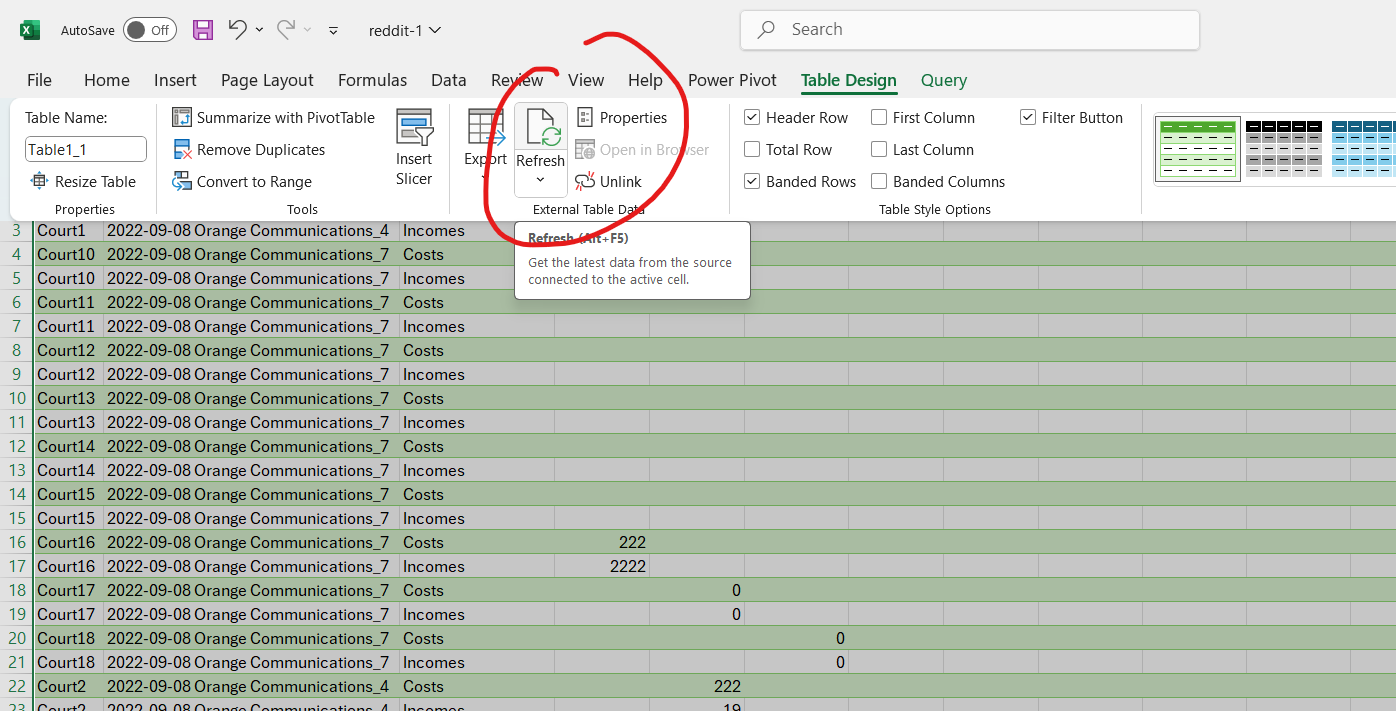 AutoSave Off reddit-1 Search
File Home Insert Page Layout Formulas Data Review View Help Power Pivot Table Design Query
Table Name:
Table1_1
Resize Table
Properties
Summarize with PivotTable
Remove Duplicates
Convert to Range
Tools
Insert
Slicer
Export
Refresh
Properties
Open in Browser
Unlink
External Table Data
Header Row
Total Row
Banded Rows
First Column
Last Column
Banded Columns
Filter Button
Table Style Options
Refresh (Alt+F5)
Get the latest data from the source
connected to the active cell.
3 Court1 2022-09-08 Orange Communications_4 Incomes
4 Court10 2022-09-08 Orange Communications_7 Costs
5 Court10 2022-09-08 Orange Communications_7 Incomes
6 Court11 2022-09-08 Orange Communications_7 Costs
7 Court11 2022-09-08 Orange Communications_7 Incomes
8 Court12 2022-09-08 Orange Communications_7 Costs
9 Court12 2022-09-08 Orange Communications_7 Incomes
10 Court13 2022-09-08 Orange Communications_7 Costs
11 Court13 2022-09-08 Orange Communications_7 Incomes
12 Court14 2022-09-08 Orange Communications_7 Costs
13 Court14 2022-09-08 Orange Communications_7 Incomes
14 Court15 2022-09-08 Orange Communications_7 Costs
15 Court15 2022-09-08 Orange Communications_7 Incomes
16 Court16 2022-09-08 Orange Communications_7 Costs 222
17 Court16 2022-09-08 Orange Communications_7 Incomes 2222
18 Court17 2022-09-08 Orange Communications_7 Costs 0
19 Court17 2022-09-08 Orange Communications_7 Incomes 0
20 Court18 2022-09-08 Orange Communications_7 Costs 0
21 Court18 2022-09-08 Orange Communications_7 Incomes 0
22 Court2 2022-09-08 Orange Communications_4 Costs 222
23 Court2 2022-09-08 Orange Communications_4 Incomes 19